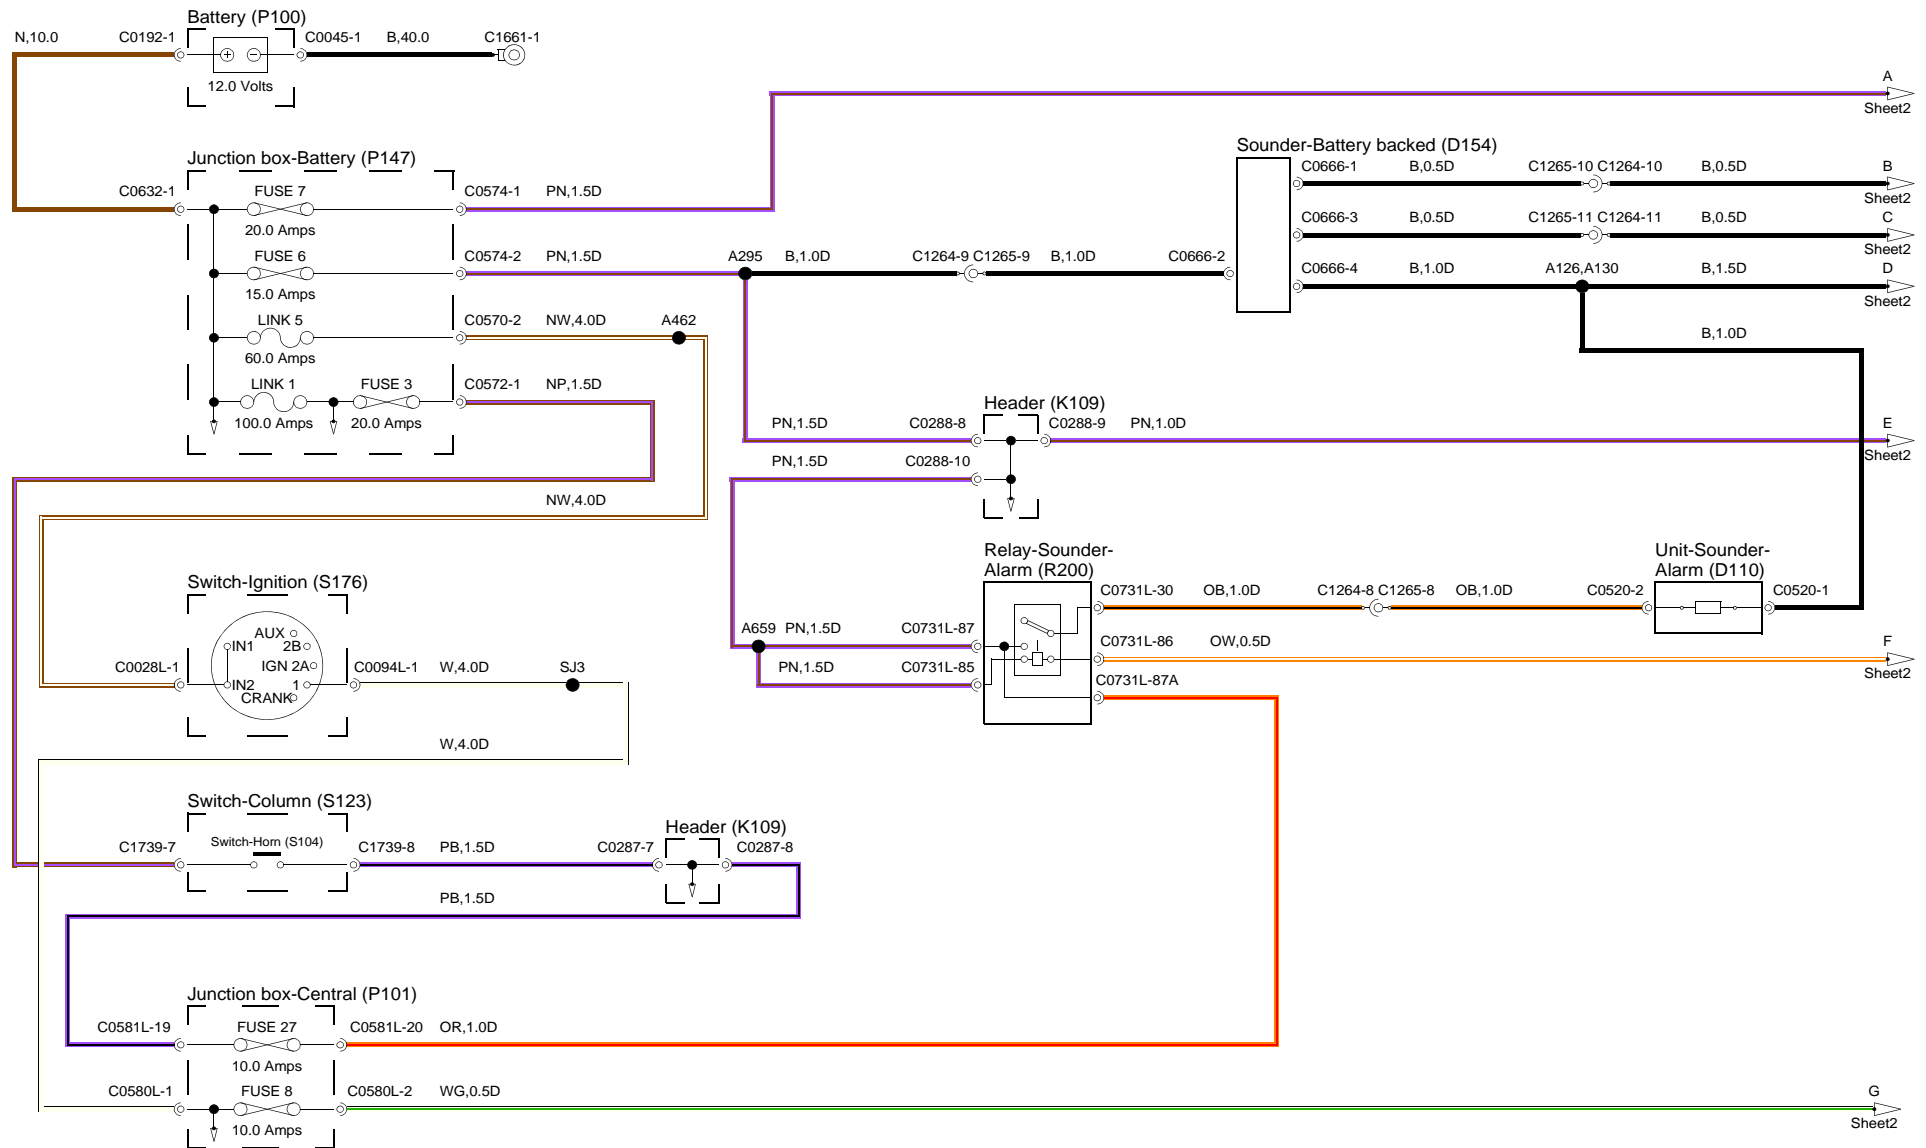 Battery (P100)
N,10.0 C0192-1 C0045-1 B,40.0 C1661-1
12.0 Volts
A
Sheet2
Junction box-Battery (P147)
Sounder-Battery backed (D154)
C0666-1 B,0.5D C1265-10 C1264-10 B,0.5D B
Sheet2
C0632-1 FUSE 7 C0574-1 PN,1.5D
20.0 Amps
C0666-3 B,0.5D C1265-11 C1264-11 B,0.5D C
Sheet2
FUSE 6 C0574-2 PN,1.5D A295 B,1.0D C1264-9 C1265-9 B,1.0D C0666-2
15.0 Amps
C0666-4 B,1.0D A126,A130 B,1.5D D
Sheet2
LINK 5 C0570-2 NW,4.0D A462
60.0 Amps
B,1.0D
LINK 1 FUSE 3 C0572-1 NP,1.5D
100.0 Amps 20.0 Amps
Header (K109)
PN,1.5D C0288-8 C0288-9 PN,1.0D E
Sheet2
PN,1.5D C0288-10
NW,4.0D
Relay-Sounder-
Alarm (R200)
Unit-Sounder-
Alarm (D110)
Switch-Ignition (S176)
C0731L-30 OB,1.0D C1264-8 C1265-8 OB,1.0D C0520-2 C0520-1
AUX
IN1 2B
IGN 2A
IN2 1
CRANK
A659 PN,1.5D C0731L-87
C0731L-86 OW,0.5D F
Sheet2
C0028L-1 C0094L-1 W,4.0D SJ3
PN,1.5D C0731L-85
C0731L-87A
W,4.0D
Switch-Column (S123)
Header (K109)
C1739-7 Switch-Horn (S104) C1739-8 PB,1.5D C0287-7 C0287-8
PB,1.5D
Junction box-Central (P101)
C0581L-19 FUSE 27 C0581L-20 OR,1.0D
10.0 Amps
C0580L-1 FUSE 8 C0580L-2 WG,0.5D G
10.0 Amps
Sheet2